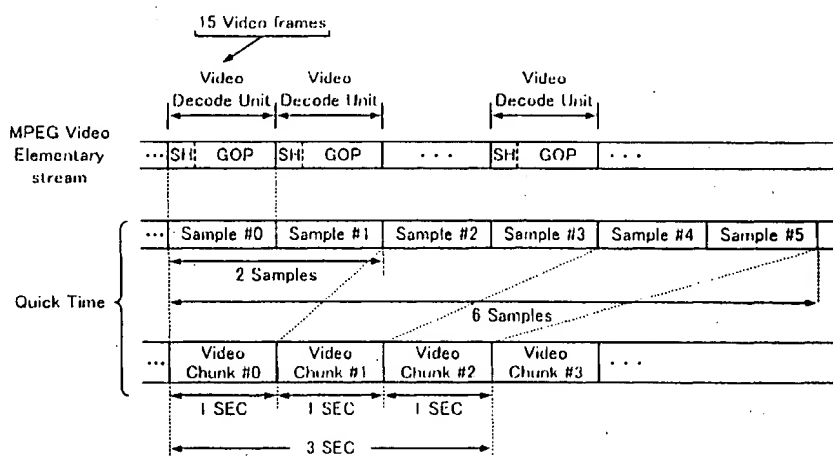 15 Video frames
Video Decode Unit
Video Decode Unit
Video Decode Unit
MPEG Video Elementary stream
... SH GOP SH GOP ... SH GOP ...
... Sample #0 Sample #1 Sample #2 Sample #3 Sample #4 Sample #5
2 Samples
Quick Time
6 Samples
... Video Chunk #0 Video Chunk #1 Video Chunk #2 Video Chunk #3 ...
1 SEC 1 SEC 1 SEC
3 SEC